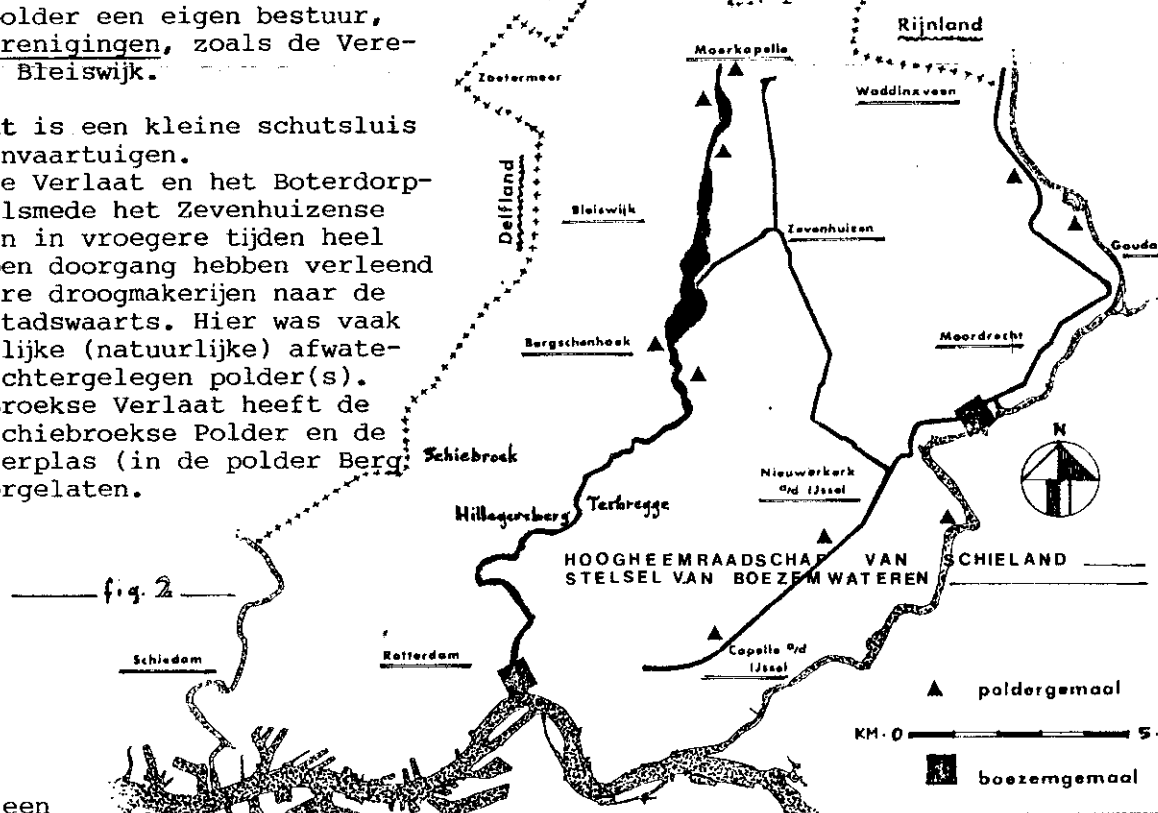 older een eigen bestuur,
renigingen, zoals de Vere-
Bleiswijk.
t is een kleine schutsluis
nvaartuigen.
e Verlaat en het Boterdorp-
lsmede het Zevenhuizense
n in vroegere tijden heel
en doorgang hebben verleend
re droogmakerijen naar de
tadswaarts. Hier was vaak
lijke (natuurlijke) afwate-
chtergelegen polder(s).
roekse Verlaat heeft de
chiebroekse Polder en de
erplas (in de polder Berg
rgelaten.
fig. 2a
een
Rijnland
Moerkapelle
Zoetermeer
Waddinxveen
Delfland
Bleiswijk
Zevenhuizen
Gouda
Bergschenhoek
Moordrecht
Schiebroek
Nieuwerkerk
a/d IJssel
N
Hillegersberg
Terbregge
HOOGHEEMRAADSCHAP VAN SCHIELAND
STELSEL VAN BOEZEMWATEREN
Schiedam
Rotterdam
Capelle a/d
IJssel
poldergemaal
KM. 0 5.
boezemgemaal